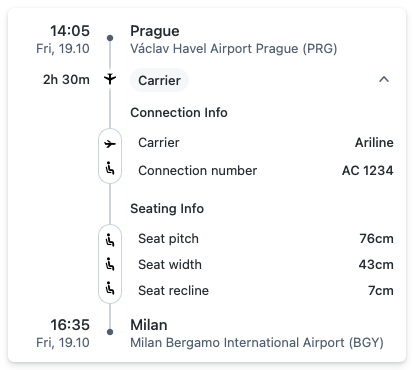 14:05 Prague
Fri, 19.10 Václav Havel Airport Prague (PRG)
2h 30m Carrier
Connection Info
Carrier Ariline
Connection number AC 1234
Seating Info
Seat pitch 76cm
Seat width 43cm
Seat recline 7cm
16:35 Milan
Fri, 19.10 Milan Bergamo International Airport (BGY)